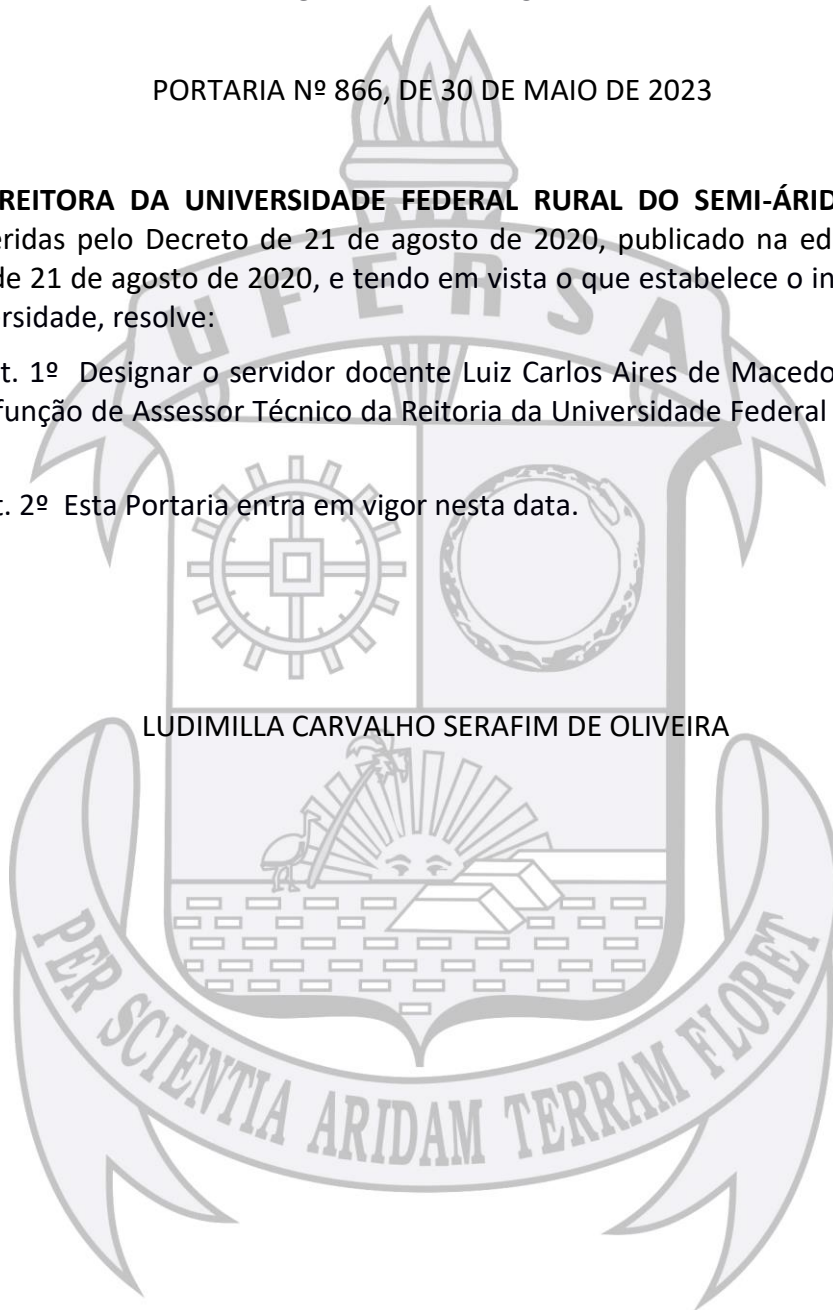 PORTARIA Nº 866, DE 30 DE MAIO DE 2023
REITORA DA UNIVERSIDADE FEDERAL RURAL DO SEMI-ÁRID
eridas pelo Decreto de 21 de agosto de 2020, publicado na ed
de 21 de agosto de 2020, e tendo em vista o que estabelece o in
ersidade, resolve:
UFERSA
t. 1º Designar o servidor docente Luiz Carlos Aires de Macedo
função de Assessor Técnico da Reitoria da Universidade Federal
t. 2º Esta Portaria entra em vigor nesta data.
LUDIMILLA CARVALHO SERAFIM DE OLIVEIRA
PER SCIENTIA ARIDAM TERRAM FLORET